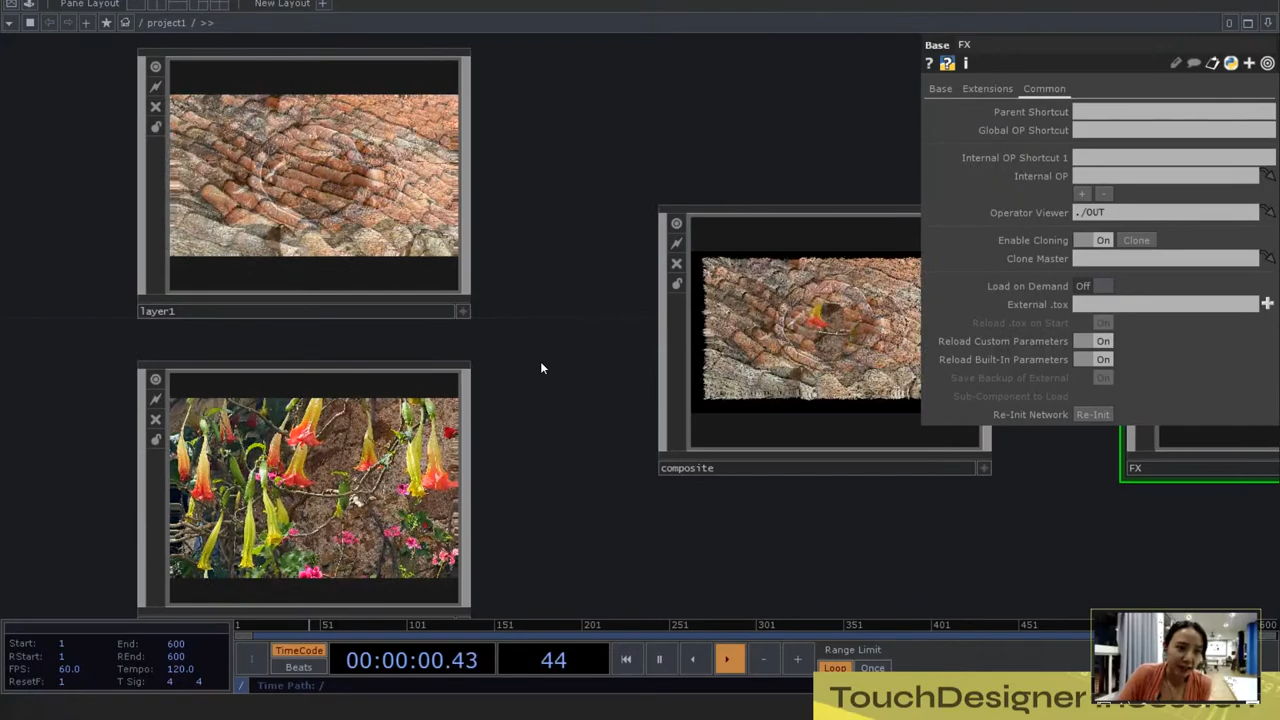 Pane Layout New Layout +
/ project1 / >> 0
Base FX
? ? i
Base Extensions Common
Parent Shortcut
Global OP Shortcut
Internal OP Shortcut 1
Internal OP
+ -
Operator Viewer ./OUT
Enable Cloning On Clone
Clone Master
Load on Demand Off
External .tox
Reload .tox on Start On
Reload Custom Parameters On
Reload Built-In Parameters On
Save Backup of External On
Sub-Component to Load
Re-Init Network Re-Init
layer1 +
composite +
FX
1 51 101 151 201 251 301 351 401 451 600
Start: 1 End: 600
RStart: 1 REnd: 600
FPS: 60.0 Tempo: 120.0
ResetF: 1 T Sig: 4 4
TimeCode
Beats
00:00:00.43 44
- +
Range Limit
Loop Once
/ Time Path: /
TouchDesigner